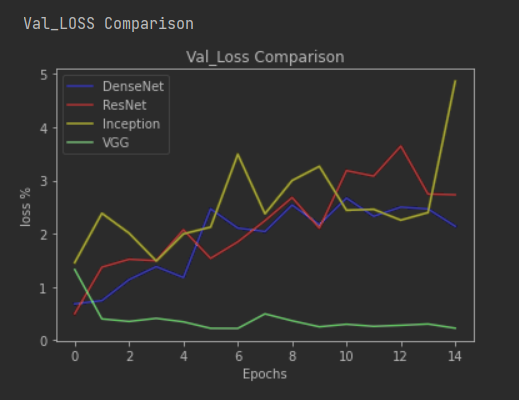 Val_LOSS Comparison
Val_Loss Comparison
DenseNet
ResNet
Inception
VGG
loss %
5
4
3
2
1
0
0 2 4 6 8 10 12 14
Epochs